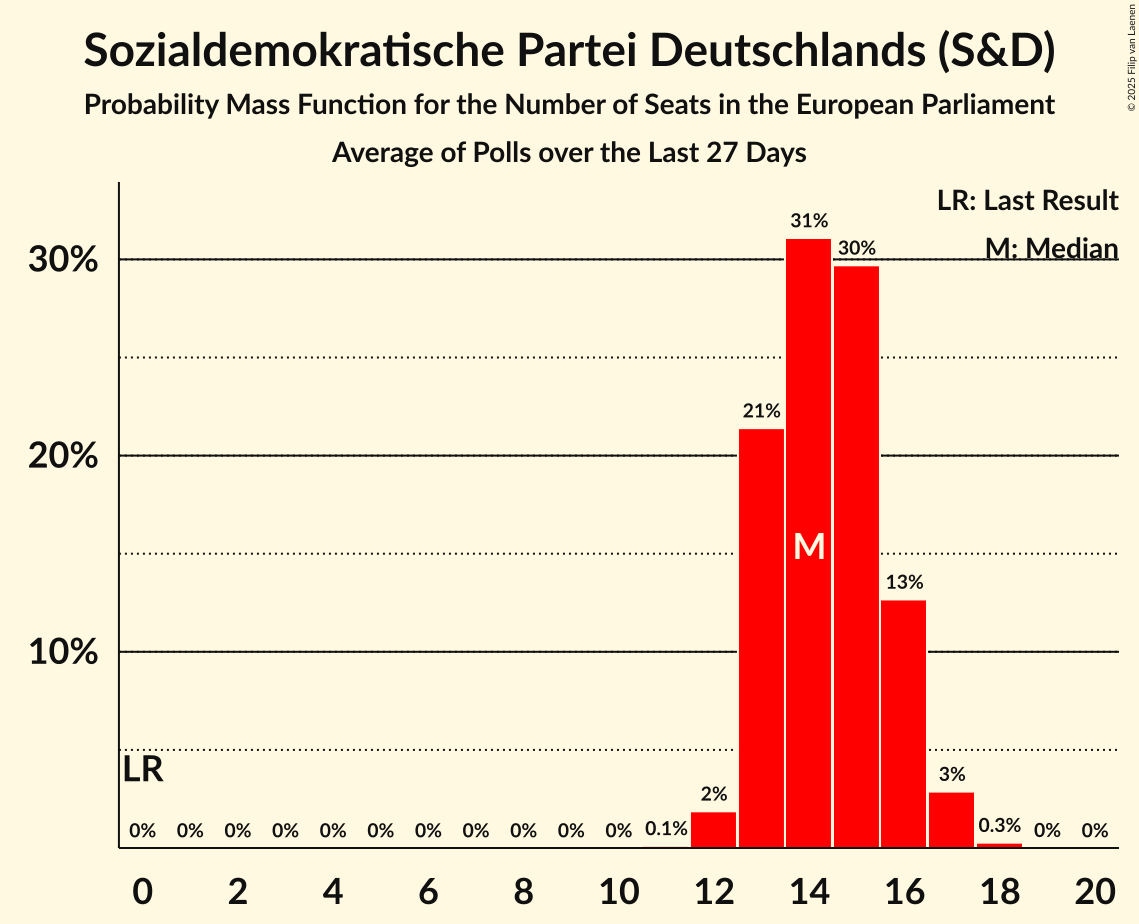 Sozialdemokratische Partei Deutschlands (S&D)
Probability Mass Function for the Number of Seats in the European Parliament
Average of Polls over the Last 27 Days
© 2025 Filip van Laenen
LR: Last Result
M: Median
30%
20%
10%
31%
30%
21%
M
13%
LR
3%
2%
0% 0% 0% 0% 0% 0% 0% 0% 0% 0% 0% 0.1% 0.3% 0% 0%
0 2 4 6 8 10 12 14 16 18 20